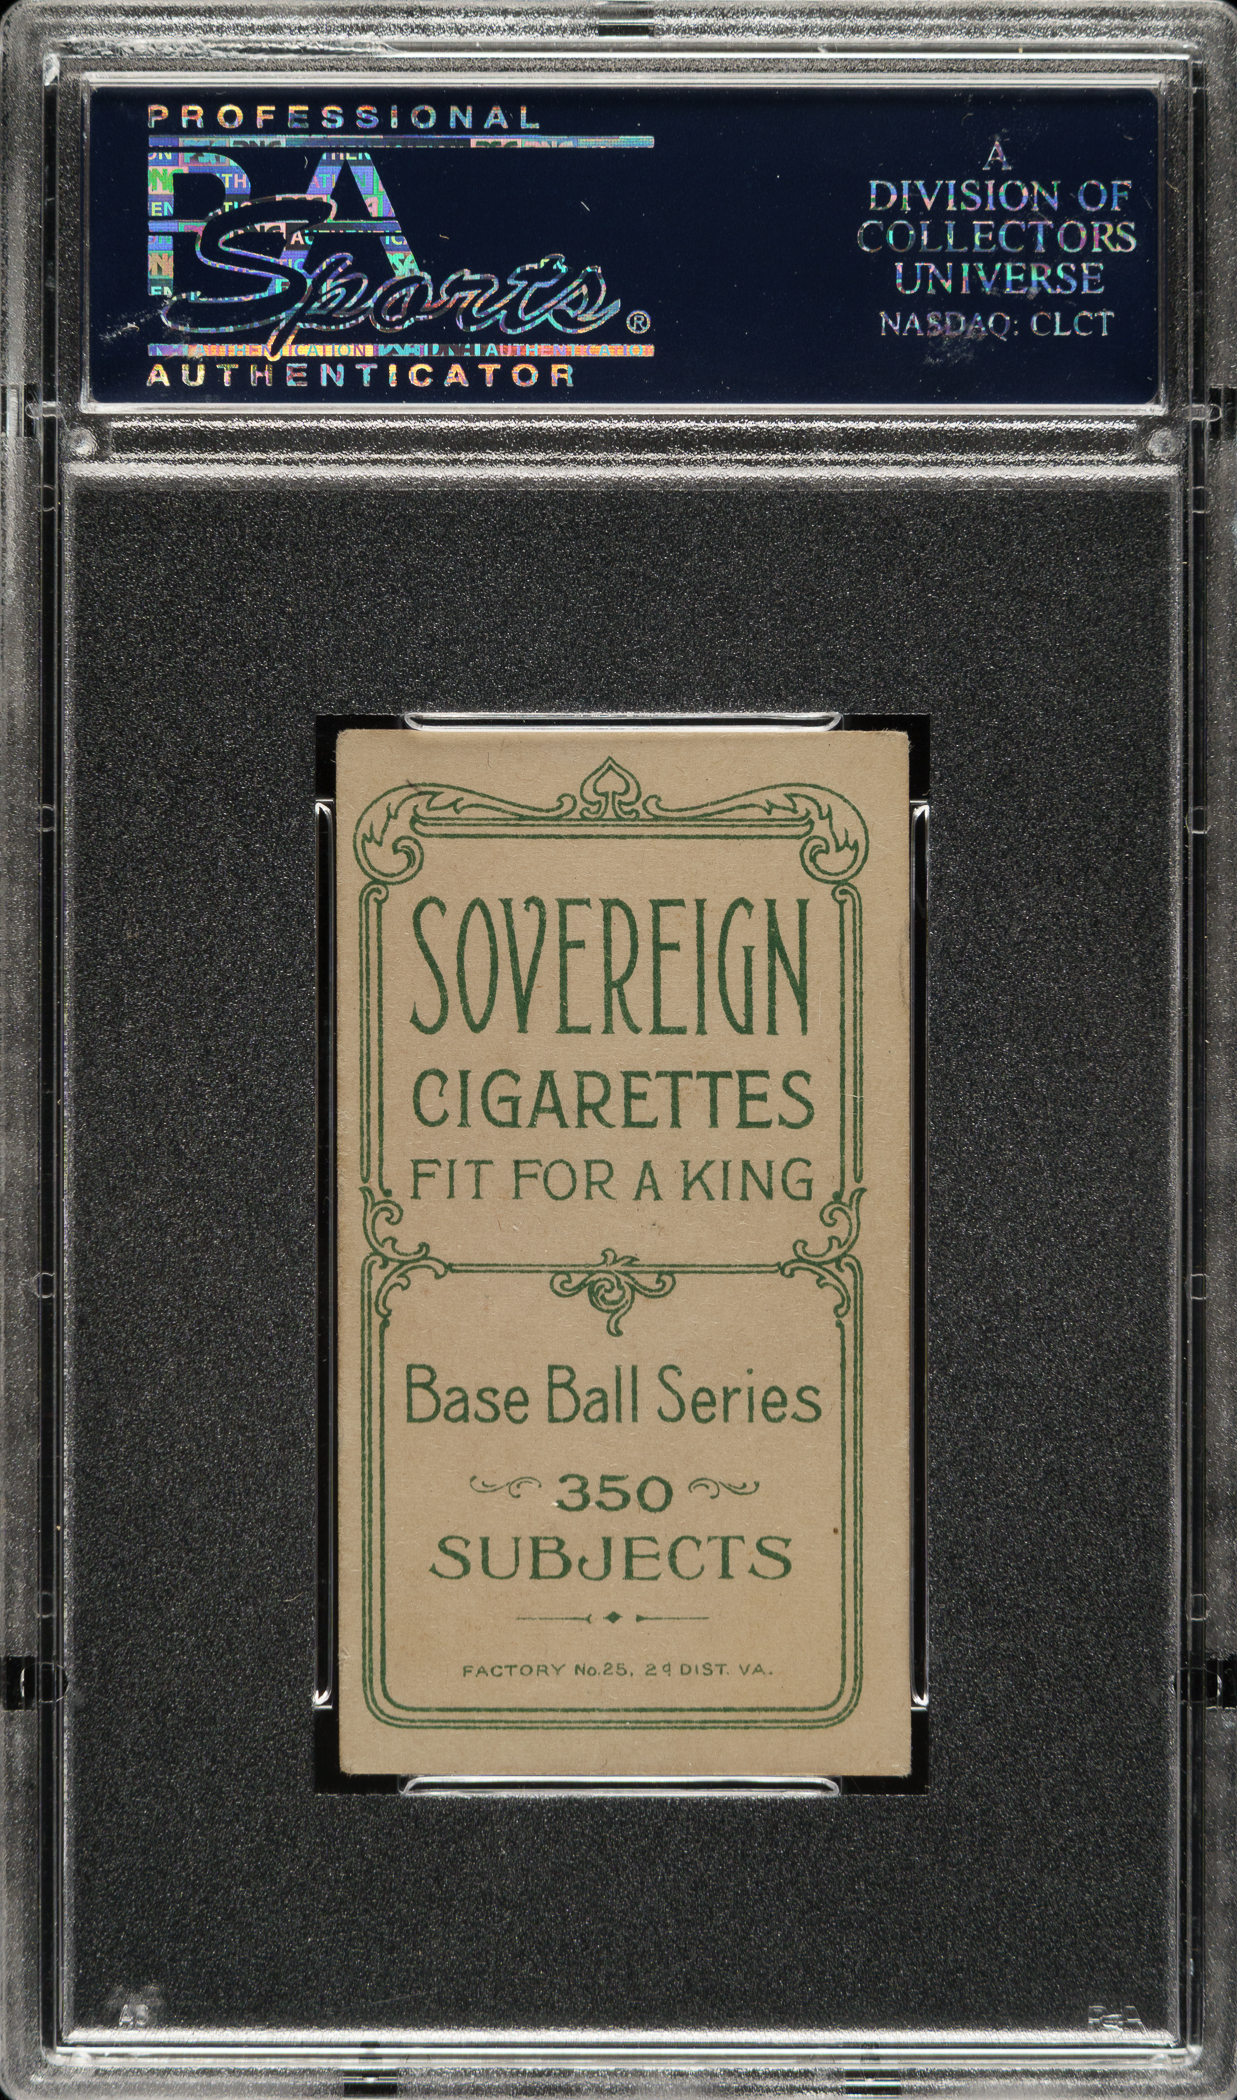 PROFESSIONAL
PSA
Sports®
AUTHENTICATOR
A
DIVISION OF
COLLECTORS
UNIVERSE
NASDAQ: CLCT
SOVEREIGN
CIGARETTES
FIT FOR A KING
Base Ball Series
350
SUBJECTS
FACTORY No.25, 2d DIST. VA.
PSA